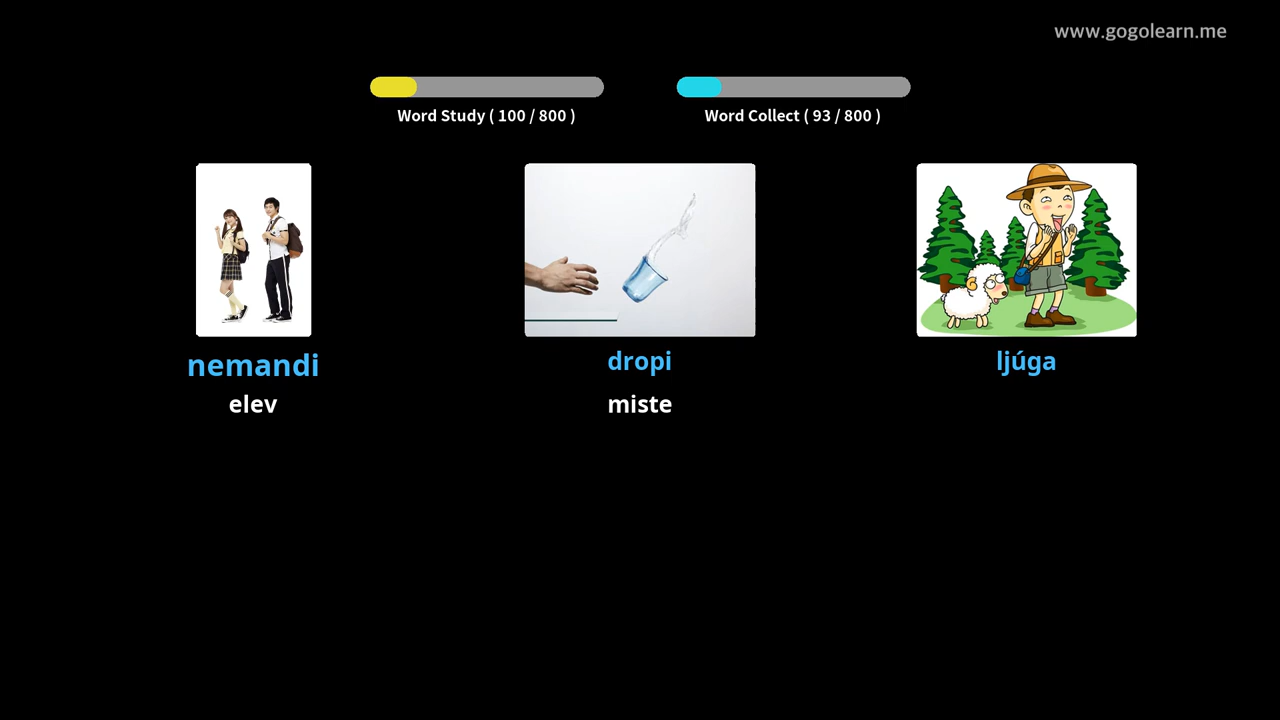 www.gogolearn.me
Word Study ( 100 / 800 )
Word Collect ( 93 / 800 )
nemandi
elev
dropi
miste
ljúga